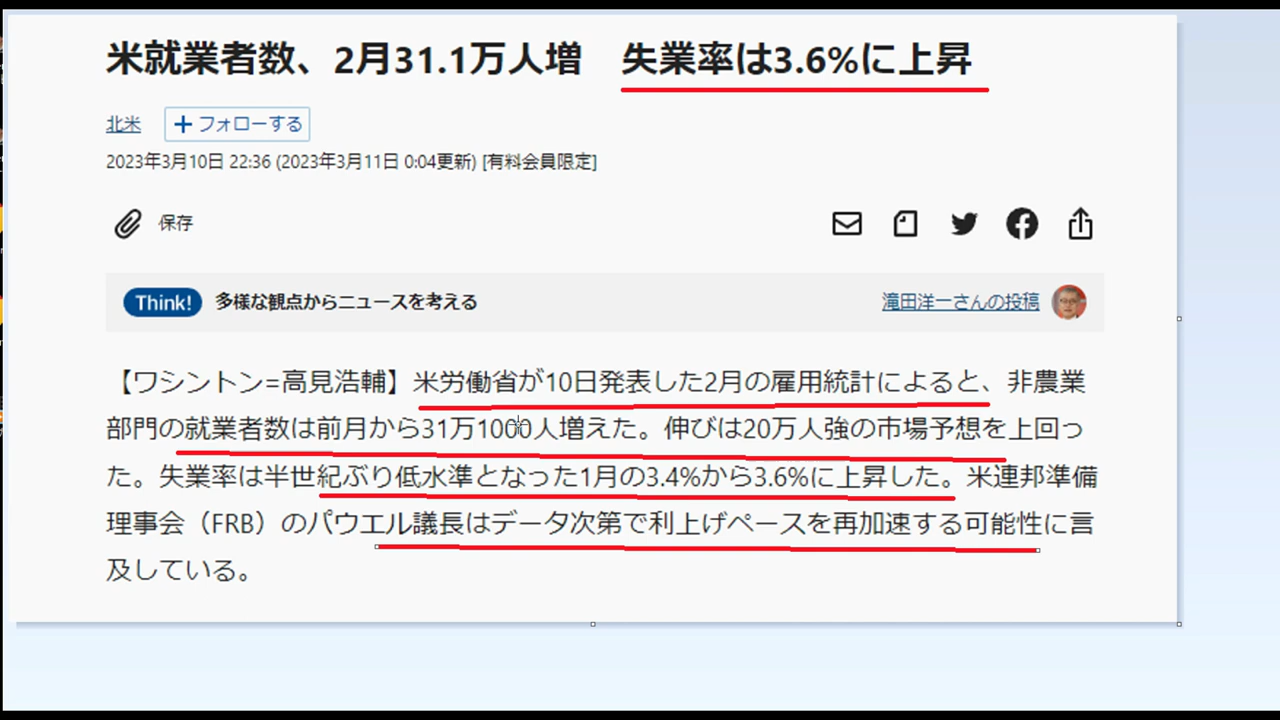 米就業者数、2月31.1万人増　失業率は3.6%に上昇
北米
+ フォローする
2023年3月10日 22:36 (2023年3月11日 0:04更新) [有料会員限定]
保存
Think! 多様な観点からニュースを考える
滝田洋一さんの投稿
【ワシントン=高見浩輔】米労働省が10日発表した2月の雇用統計によると、非農業
部門の就業者数は前月から31万1000人増えた。伸びは20万人強の市場予想を上回っ
た。失業率は半世紀ぶり低水準となった1月の3.4%から3.6%に上昇した。米連邦準備
理事会（FRB）のパウエル議長はデータ次第で利上げペースを再加速する可能性に言
及している。